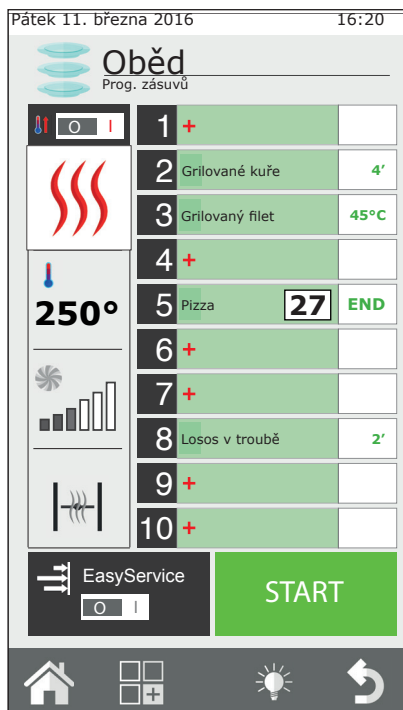 Pátek 11. března 2016 16:20
Oběd
Prog. zásuvů
O I
1 +
2 Grilované kuře 4’
3 Grilovaný filet 45°C
4 +
250°
5 Pizza 27 END
6 +
7 +
8 Losos v troubě 2’
9 +
10 +
EasyService
O I
START